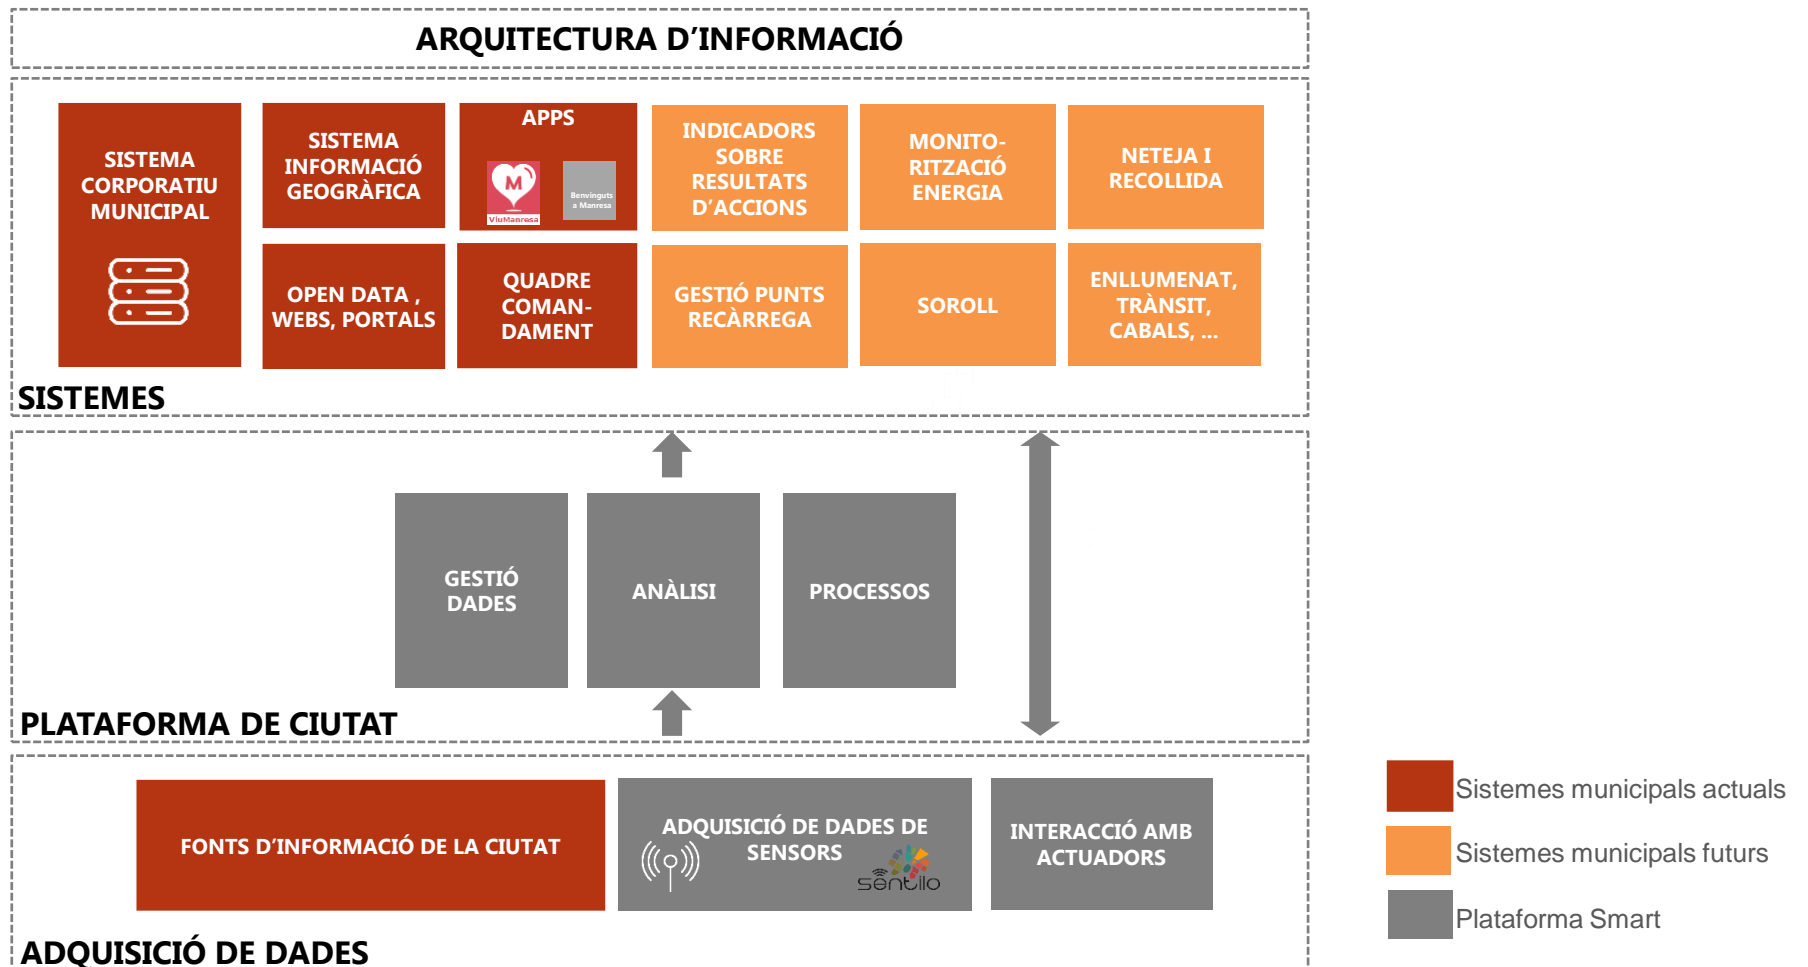 ARQUITECTURA D’INFORMACIÓ
SISTEMA
CORPORATIU
MUNICIPAL
SISTEMA
INFORMACIÓ
GEOGRÀFICA
APPS
M
ViuManresa
Benvinguts
a Manresa
INDICADORS
SOBRE
RESULTATS
D’ACCIONS
MONITO-
RITZACIÓ
ENERGIA
NETEJA I
RECOLLIDA
OPEN DATA ,
WEBS, PORTALS
QUADRE
COMAN-
DAMENT
GESTIÓ PUNTS
RECÀRREGA
SOROLL
ENLLUMENAT,
TRÀNSIT,
CABALS, ...
SISTEMES
GESTIÓ
DADES
ANÀLISI
PROCESSOS
PLATAFORMA DE CIUTAT
FONTS D’INFORMACIÓ DE LA CIUTAT
ADQUISICIÓ DE DADES DE
SENSORS
sentilo
INTERACCIÓ AMB
ACTUADORS
ADQUISICIÓ DE DADES
Sistemes municipals actuals
Sistemes municipals futurs
Plataforma Smart